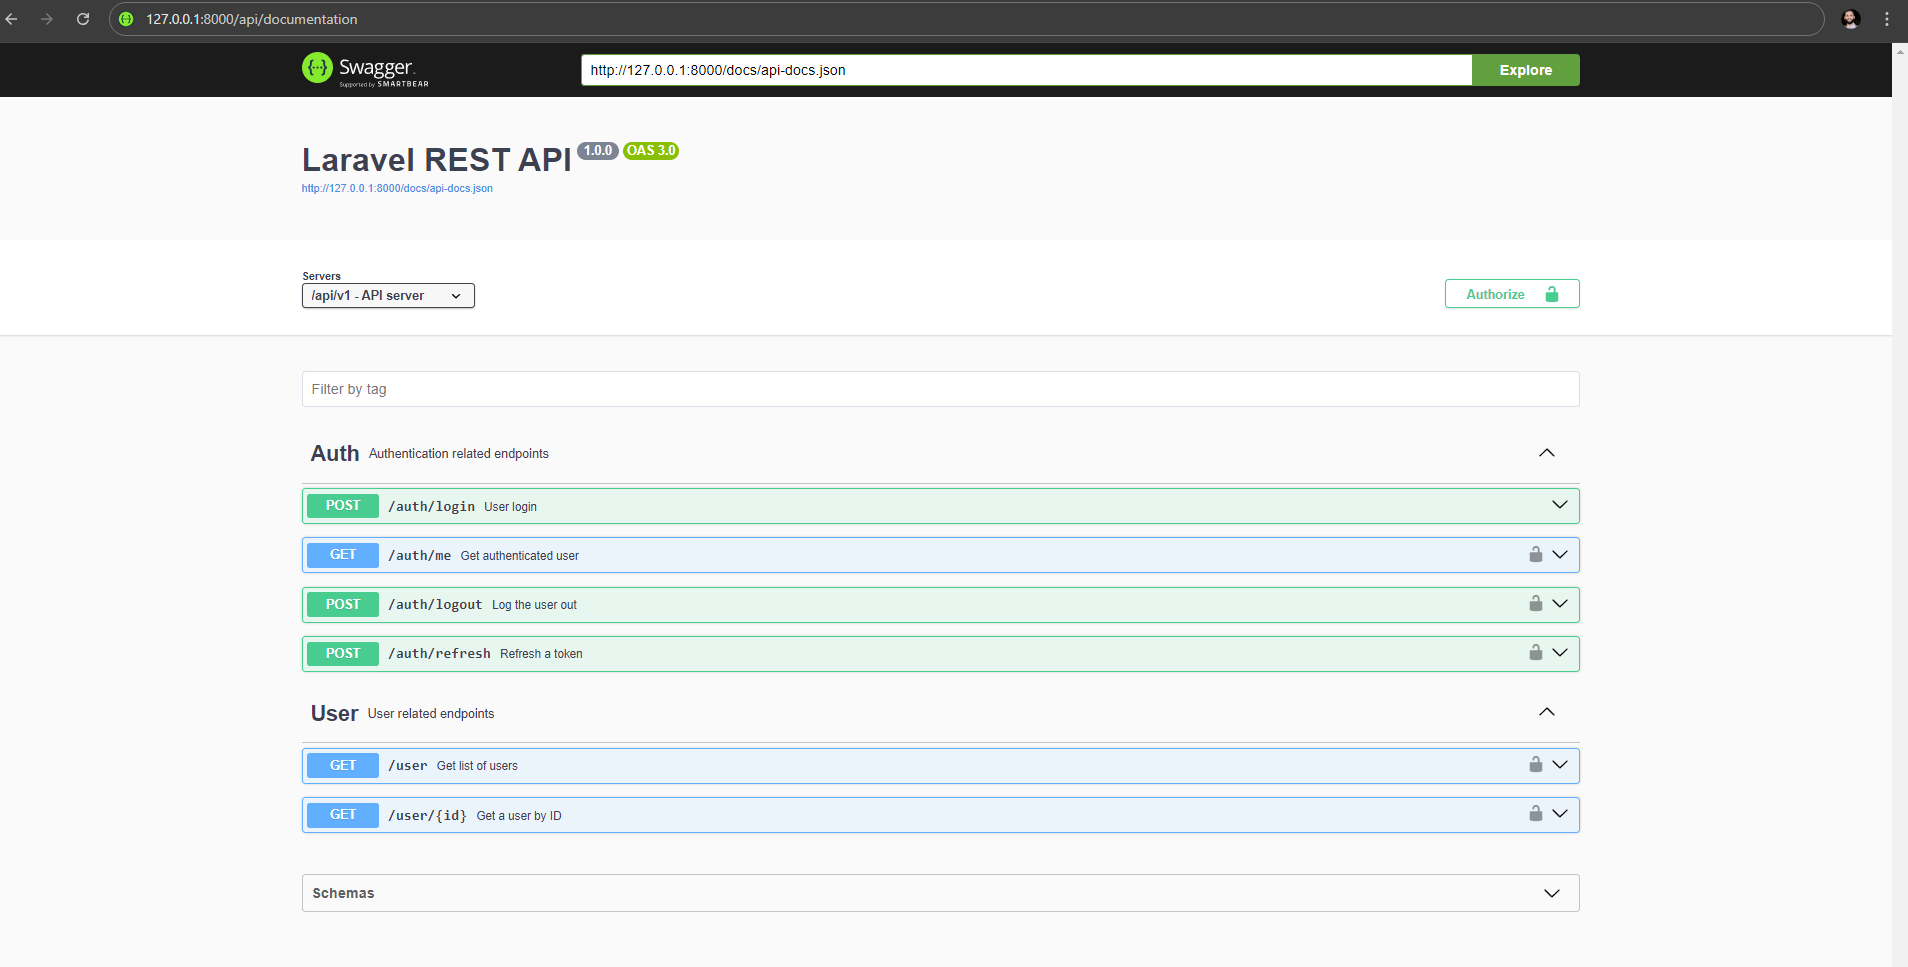 127.0.0.1:8000/api/documentation
Swagger.
Supported by SMARTBEAR
http://127.0.0.1:8000/docs/api-docs.json
Explore
Laravel REST API 1.0.0 OAS 3.0
http://127.0.0.1:8000/docs/api-docs.json
Servers
/api/v1 - API server
Authorize
Filter by tag
Auth Authentication related endpoints
POST /auth/login User login
GET /auth/me Get authenticated user
POST /auth/logout Log the user out
POST /auth/refresh Refresh a token
User User related endpoints
GET /user Get list of users
GET /user/{id} Get a user by ID
Schemas